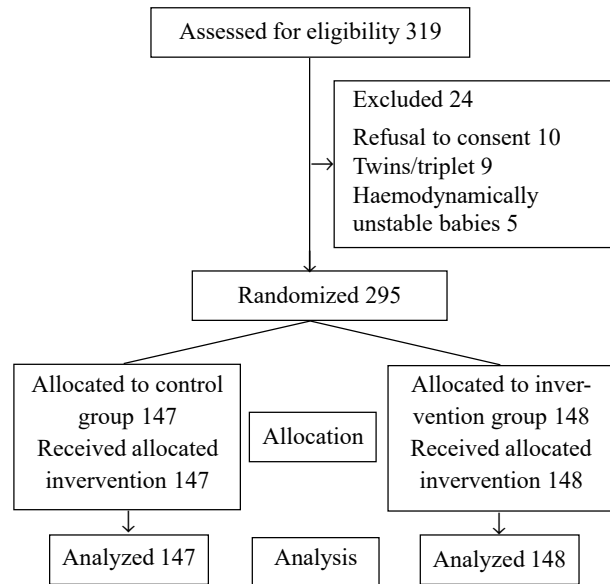 Assessed for eligibility 319
Excluded 24
Refusal to consent 10
Twins/triplet 9
Haemodynamically
unstable babies 5
Randomized 295
Allocated to control
group 147
Received allocated
invervention 147
Allocation
Allocated to inver-
vention group 148
Received allocated
invervention 148
Analyzed 147
Analysis
Analyzed 148